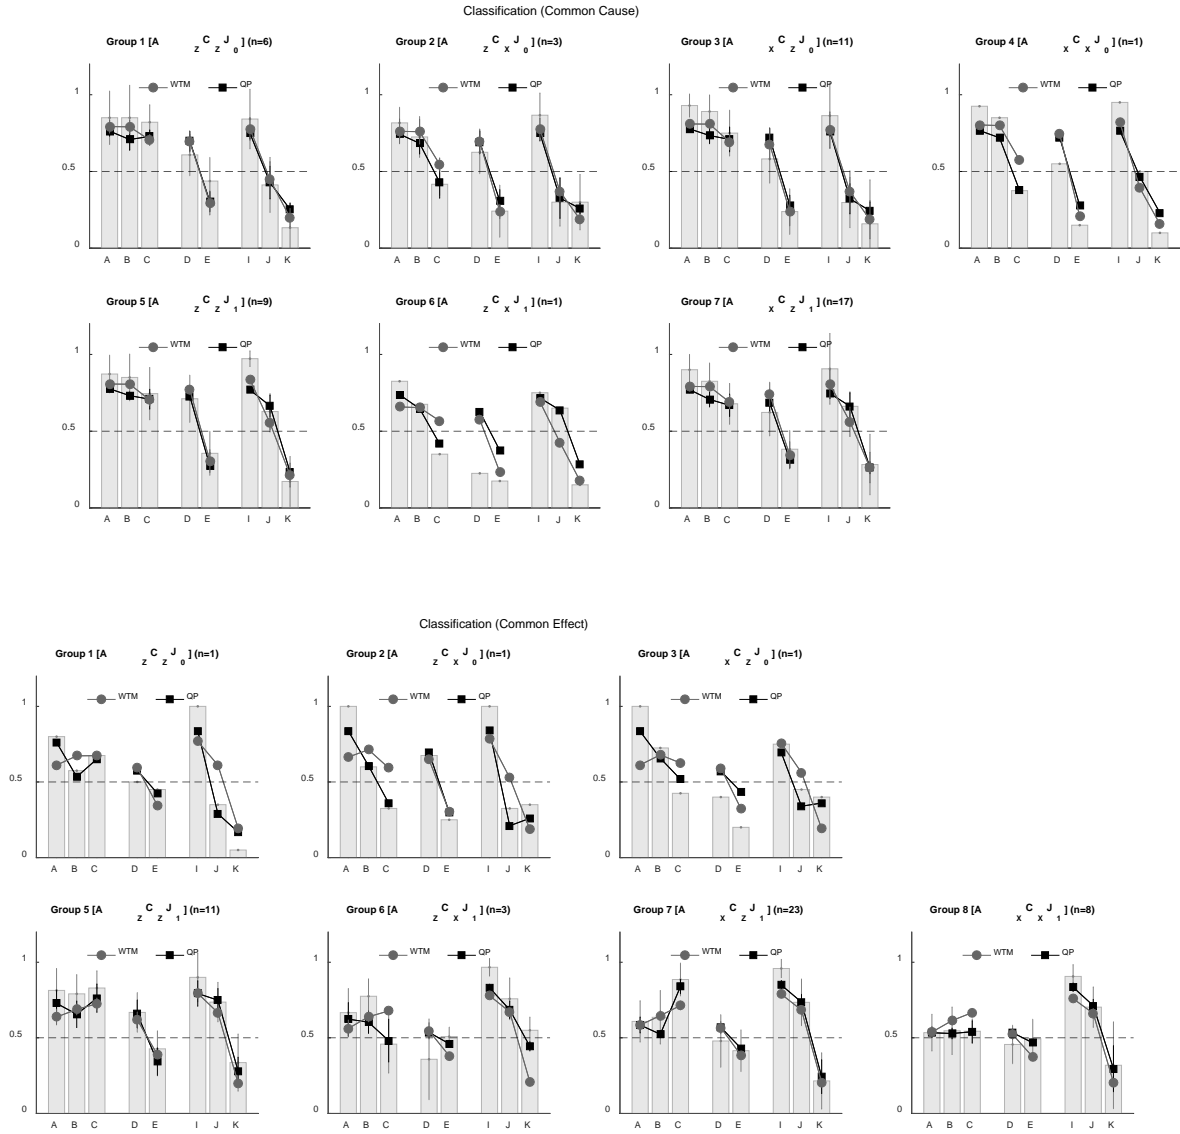 Classification (Common Cause)
Group 1 [A z C z J 0 ] (n=6)
Group 2 [A z C x J 0 ] (n=3)
Group 3 [A x C z J 0 ] (n=11)
Group 4 [A x C x J 0 ] (n=1)
WTM QP WTM QP WTM QP WTM QP
1 1 1 1
0.5 0.5 0.5 0.5
0 0 0 0
A B C D E I J K A B C D E I J K A B C D E I J K A B C D E I J K
Group 5 [A z C z J 1 ] (n=9)
Group 6 [A z C x J 1 ] (n=1)
Group 7 [A x C z J 1 ] (n=17)
WTM QP WTM QP WTM QP
1 1 1
0.5 0.5 0.5
0 0 0
A B C D E I J K A B C D E I J K A B C D E I J K
Classification (Common Effect)
Group 1 [A z C z J 0 ] (n=1)
Group 2 [A z C x J 0 ] (n=1)
Group 3 [A x C z J 0 ] (n=1)
WTM QP WTM QP WTM QP
1 1 1
0.5 0.5 0.5
0 0 0
A B C D E I J K A B C D E I J K A B C D E I J K
Group 5 [A z C z J 1 ] (n=11)
Group 6 [A z C x J 1 ] (n=3)
Group 7 [A x C z J 1 ] (n=23)
Group 8 [A x C x J 1 ] (n=8)
WTM QP WTM QP WTM QP WTM QP
1 1 1 1
0.5 0.5 0.5 0.5
0 0 0 0
A B C D E I J K A B C D E I J K A B C D E I J K A B C D E I J K